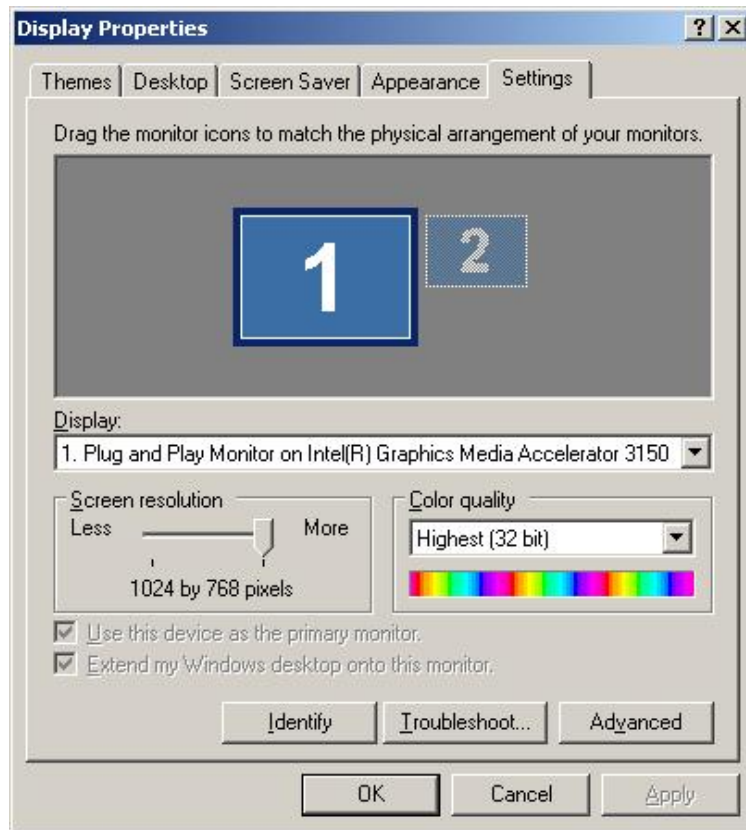 Display Properties
Themes Desktop Screen Saver Appearance Settings
Drag the monitor icons to match the physical arrangement of your monitors.
1 2
Display:
1. Plug and Play Monitor on Intel(R) Graphics Media Accelerator 3150
Screen resolution Color quality
Less More Highest (32 bit)
1024 by 768 pixels
Use this device as the primary monitor.
Extend my Windows desktop onto this monitor.
Identify Troubleshoot... Advanced
OK Cancel Apply